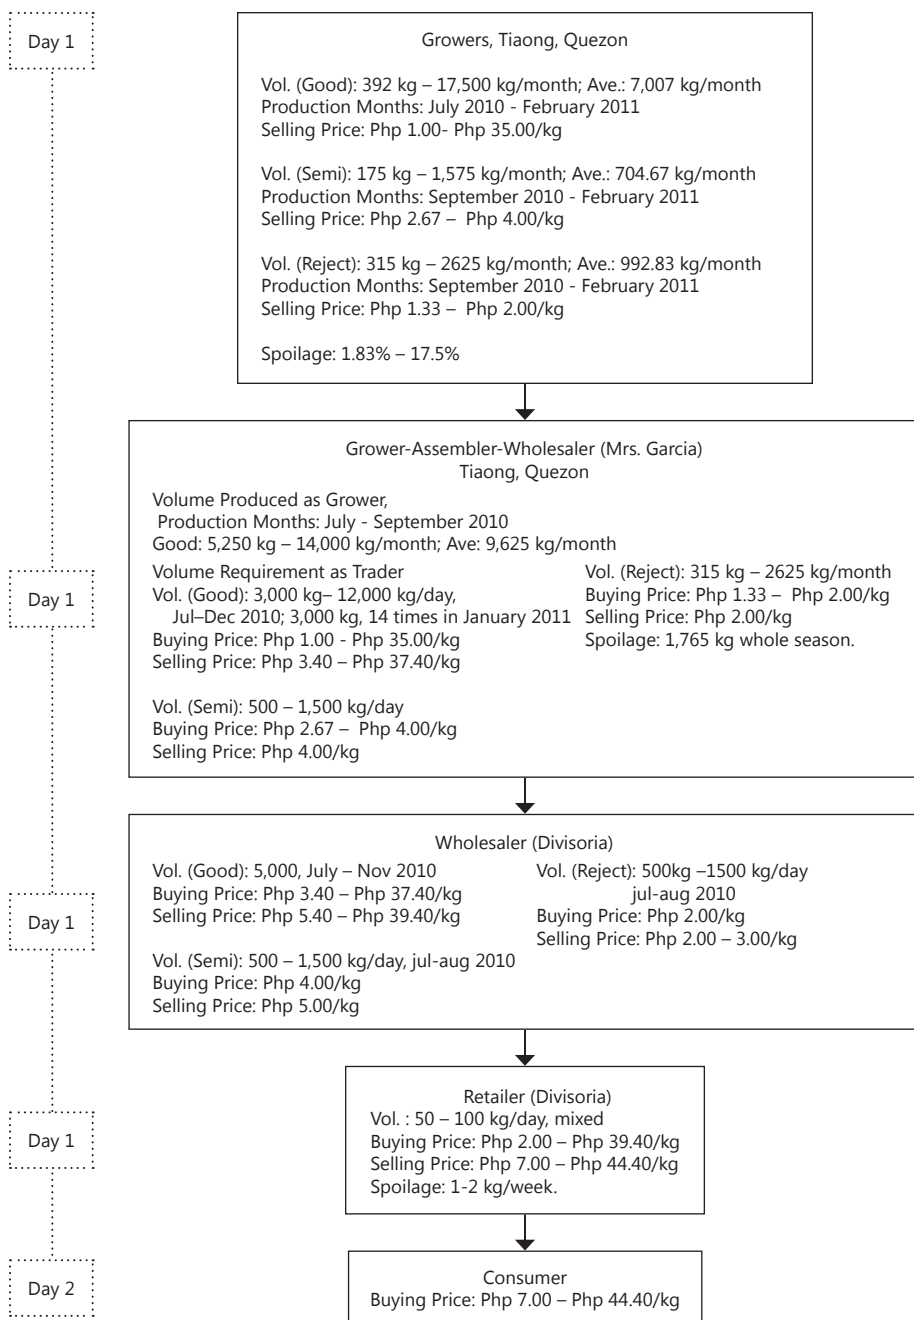 Day 1
Growers, Tiaong, Quezon
Vol. (Good): 392 kg – 17,500 kg/month; Ave.: 7,007 kg/month
Production Months: July 2010 - February 2011
Selling Price: Php 1.00- Php 35.00/kg
Vol. (Semi): 175 kg – 1,575 kg/month; Ave.: 704.67 kg/month
Production Months: September 2010 - February 2011
Selling Price: Php 2.67 – Php 4.00/kg
Vol. (Reject): 315 kg – 2625 kg/month; Ave.: 992.83 kg/month
Production Months: September 2010 - February 2011
Selling Price: Php 1.33 – Php 2.00/kg
Spoilage: 1.83% – 17.5%
Day 1
Grower-Assembler-Wholesaler (Mrs. Garcia)
Tiaong, Quezon
Volume Produced as Grower,
Production Months: July - September 2010
Good: 5,250 kg – 14,000 kg/month; Ave: 9,625 kg/month
Volume Requirement as Trader
Vol. (Good): 3,000 kg– 12,000 kg/day,
Jul–Dec 2010; 3,000 kg, 14 times in January 2011
Buying Price: Php 1.00 - Php 35.00/kg
Selling Price: Php 3.40 – Php 37.40/kg
Vol. (Semi): 500 – 1,500 kg/day
Buying Price: Php 2.67 – Php 4.00/kg
Selling Price: Php 4.00/kg
Vol. (Reject): 315 kg – 2625 kg/month
Buying Price: Php 1.33 – Php 2.00/kg
Selling Price: Php 2.00/kg
Spoilage: 1,765 kg whole season.
Day 1
Wholesaler (Divisoria)
Vol. (Good): 5,000, July – Nov 2010
Buying Price: Php 3.40 – Php 37.40/kg
Selling Price: Php 5.40 – Php 39.40/kg
Vol. (Semi): 500 – 1,500 kg/day, jul-aug 2010
Buying Price: Php 4.00/kg
Selling Price: Php 5.00/kg
Vol. (Reject): 500kg –1500 kg/day
jul-aug 2010
Buying Price: Php 2.00/kg
Selling Price: Php 2.00 – 3.00/kg
Day 1
Retailer (Divisoria)
Vol. : 50 – 100 kg/day, mixed
Buying Price: Php 2.00 – Php 39.40/kg
Selling Price: Php 7.00 – Php 44.40/kg
Spoilage: 1-2 kg/week.
Day 2
Consumer
Buying Price: Php 7.00 – Php 44.40/kg